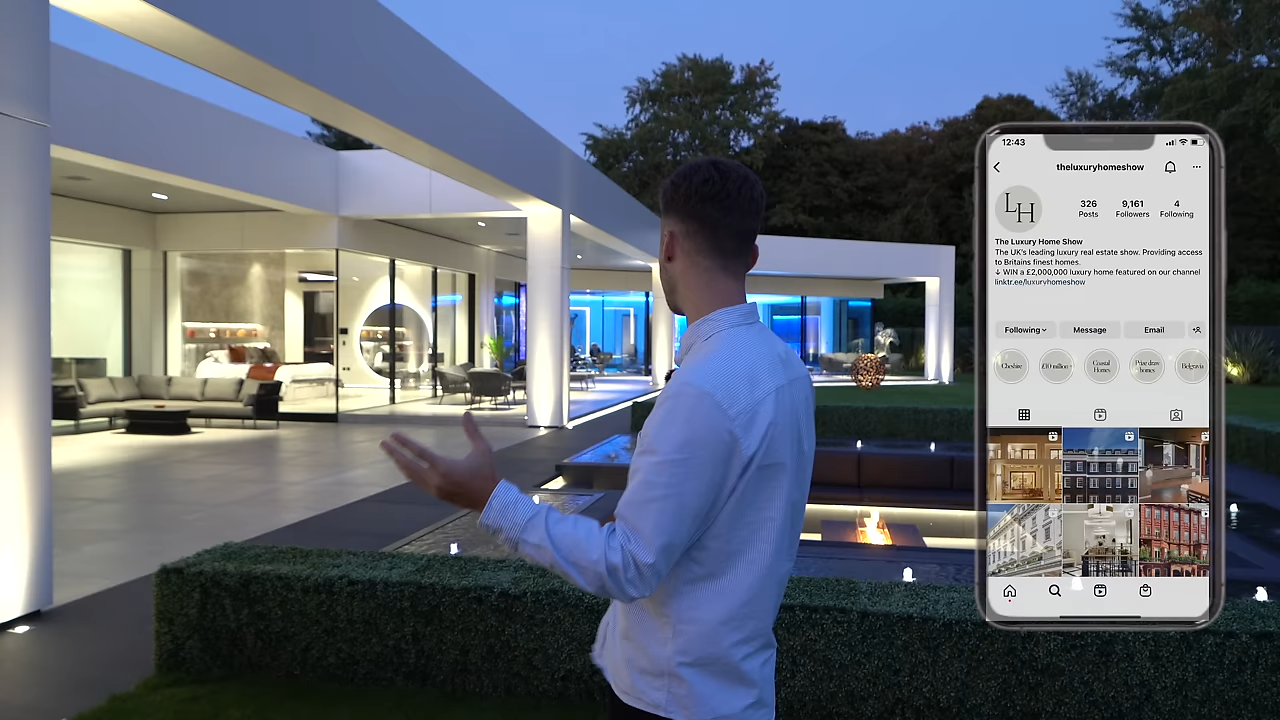 12:43
theluxuryhomeshow
LH
326
9,161
4
Posts
Followers
Following
The Luxury Home Show
The UK's leading luxury real estate show. Providing access
to Britains finest homes.
↓ WIN a £2,000,000 luxury home featured on our channel
linktr.ee/luxuryhomeshow
Following
Message
Email
Cheshire
£10 million +
Coastal
Homes
Prize draw
homes
Belgravia